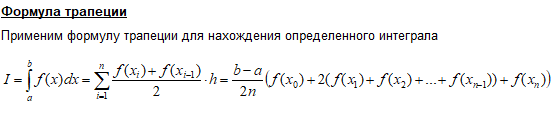 Формула трапеции
Применим формулу трапеции для нахождения определенного интеграла
I = ∫_a^b f(x)dx = ∑_{i=1}^n (f(x_i) + f(x_{i-1}))/2 · h = (b − a)/(2n) (f(x_0) + 2(f(x_1) + f(x_2) + ... + f(x_{n-1})) + f(x_n))